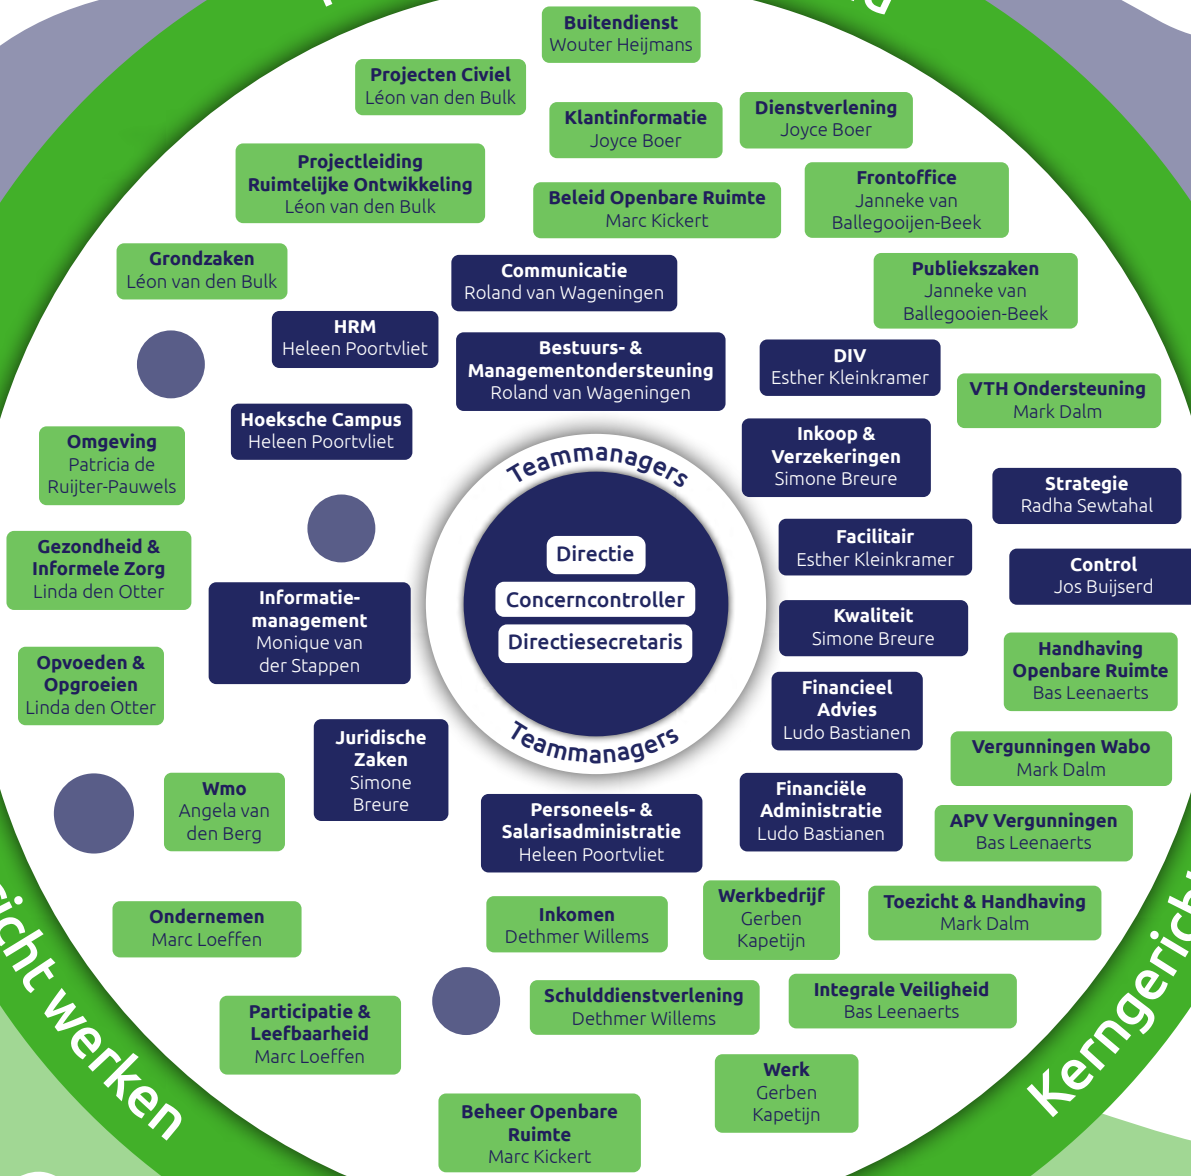 Buitendienst
Wouter Heijmans
Projecten Civiel
Léon van den Bulk
Klantinformatie
Joyce Boer
Dienstverlening
Joyce Boer
Projectleiding
Ruimtelijke Ontwikkeling
Léon van den Bulk
Beleid Openbare Ruimte
Marc Kickert
Frontoffice
Janneke van
Ballegooijen-Beek
Grondzaken
Léon van den Bulk
Communicatie
Roland van Wageningen
Publiekszaken
Janneke van
Ballegooien-Beek
HRM
Heleen Poortvliet
Bestuurs- &
Managementondersteuning
Roland van Wageningen
DIV
Esther Kleinkramer
VTH Ondersteuning
Mark Dalm
Hoeksche Campus
Heleen Poortvliet
Inkoop &
Verzekeringen
Simone Breure
Omgeving
Patricia de
Ruijter-Pauwels
Teammanagers
Strategie
Radha Sewtahal
Gezondheid &
Informele Zorg
Linda den Otter
Directie
Concerncontroller
Directiesecretaris
Facilitair
Esther Kleinkramer
Control
Jos Buijserd
Informatie-
management
Monique van
der Stappen
Kwaliteit
Simone Breure
Handhaving
Openbare Ruimte
Bas Leenaerts
Opvoeden &
Opgroeien
Linda den Otter
Financieel
Advies
Ludo Bastianen
Teammanagers
Juridische
Zaken
Simone
Breure
Vergunningen Wabo
Mark Dalm
Wmo
Angela van
den Berg
Personeels- &
Salarisadministratie
Heleen Poortvliet
Financiële
Administratie
Ludo Bastianen
APV Vergunningen
Bas Leenaerts
Ondernemen
Marc Loeffen
Inkomen
Dethmer Willems
Werkbedrijf
Gerben
Kapetijn
Toezicht & Handhaving
Mark Dalm
Participatie &
Leefbaarheid
Marc Loeffen
Schulddienstverlening
Dethmer Willems
Integrale Veiligheid
Bas Leenaerts
Werk
Gerben
Kapetijn
Beheer Openbare
Ruimte
Marc Kickert
icht werken
Kerngerich